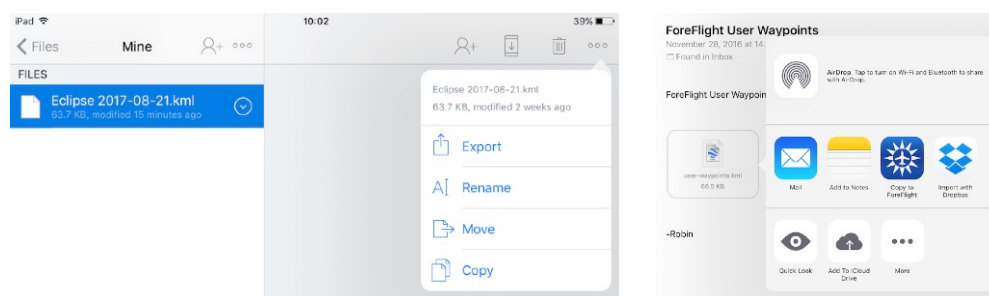 iPad
10:02
39%
Files
Mine
FILES
Eclipse 2017-08-21.kml
63.7 KB, modified 15 minutes ago
Eclipse 2017-08-21.kml
63.7 KB, modified 2 weeks ago
Export
Rename
Move
Copy
ForeFlight User Waypoints
November 28, 2016 at 14:
Found in Inbox
AirDrop. Tap to turn on Wi-Fi and Bluetooth to share
with AirDrop.
ForeFlight User Waypoin
user-waypoints.kml
66.9 KB
Mail
Add to Notes
Copy to
ForeFlight
Import with
Dropbox
-Robin
Quick Look
Add To iCloud
Drive
More